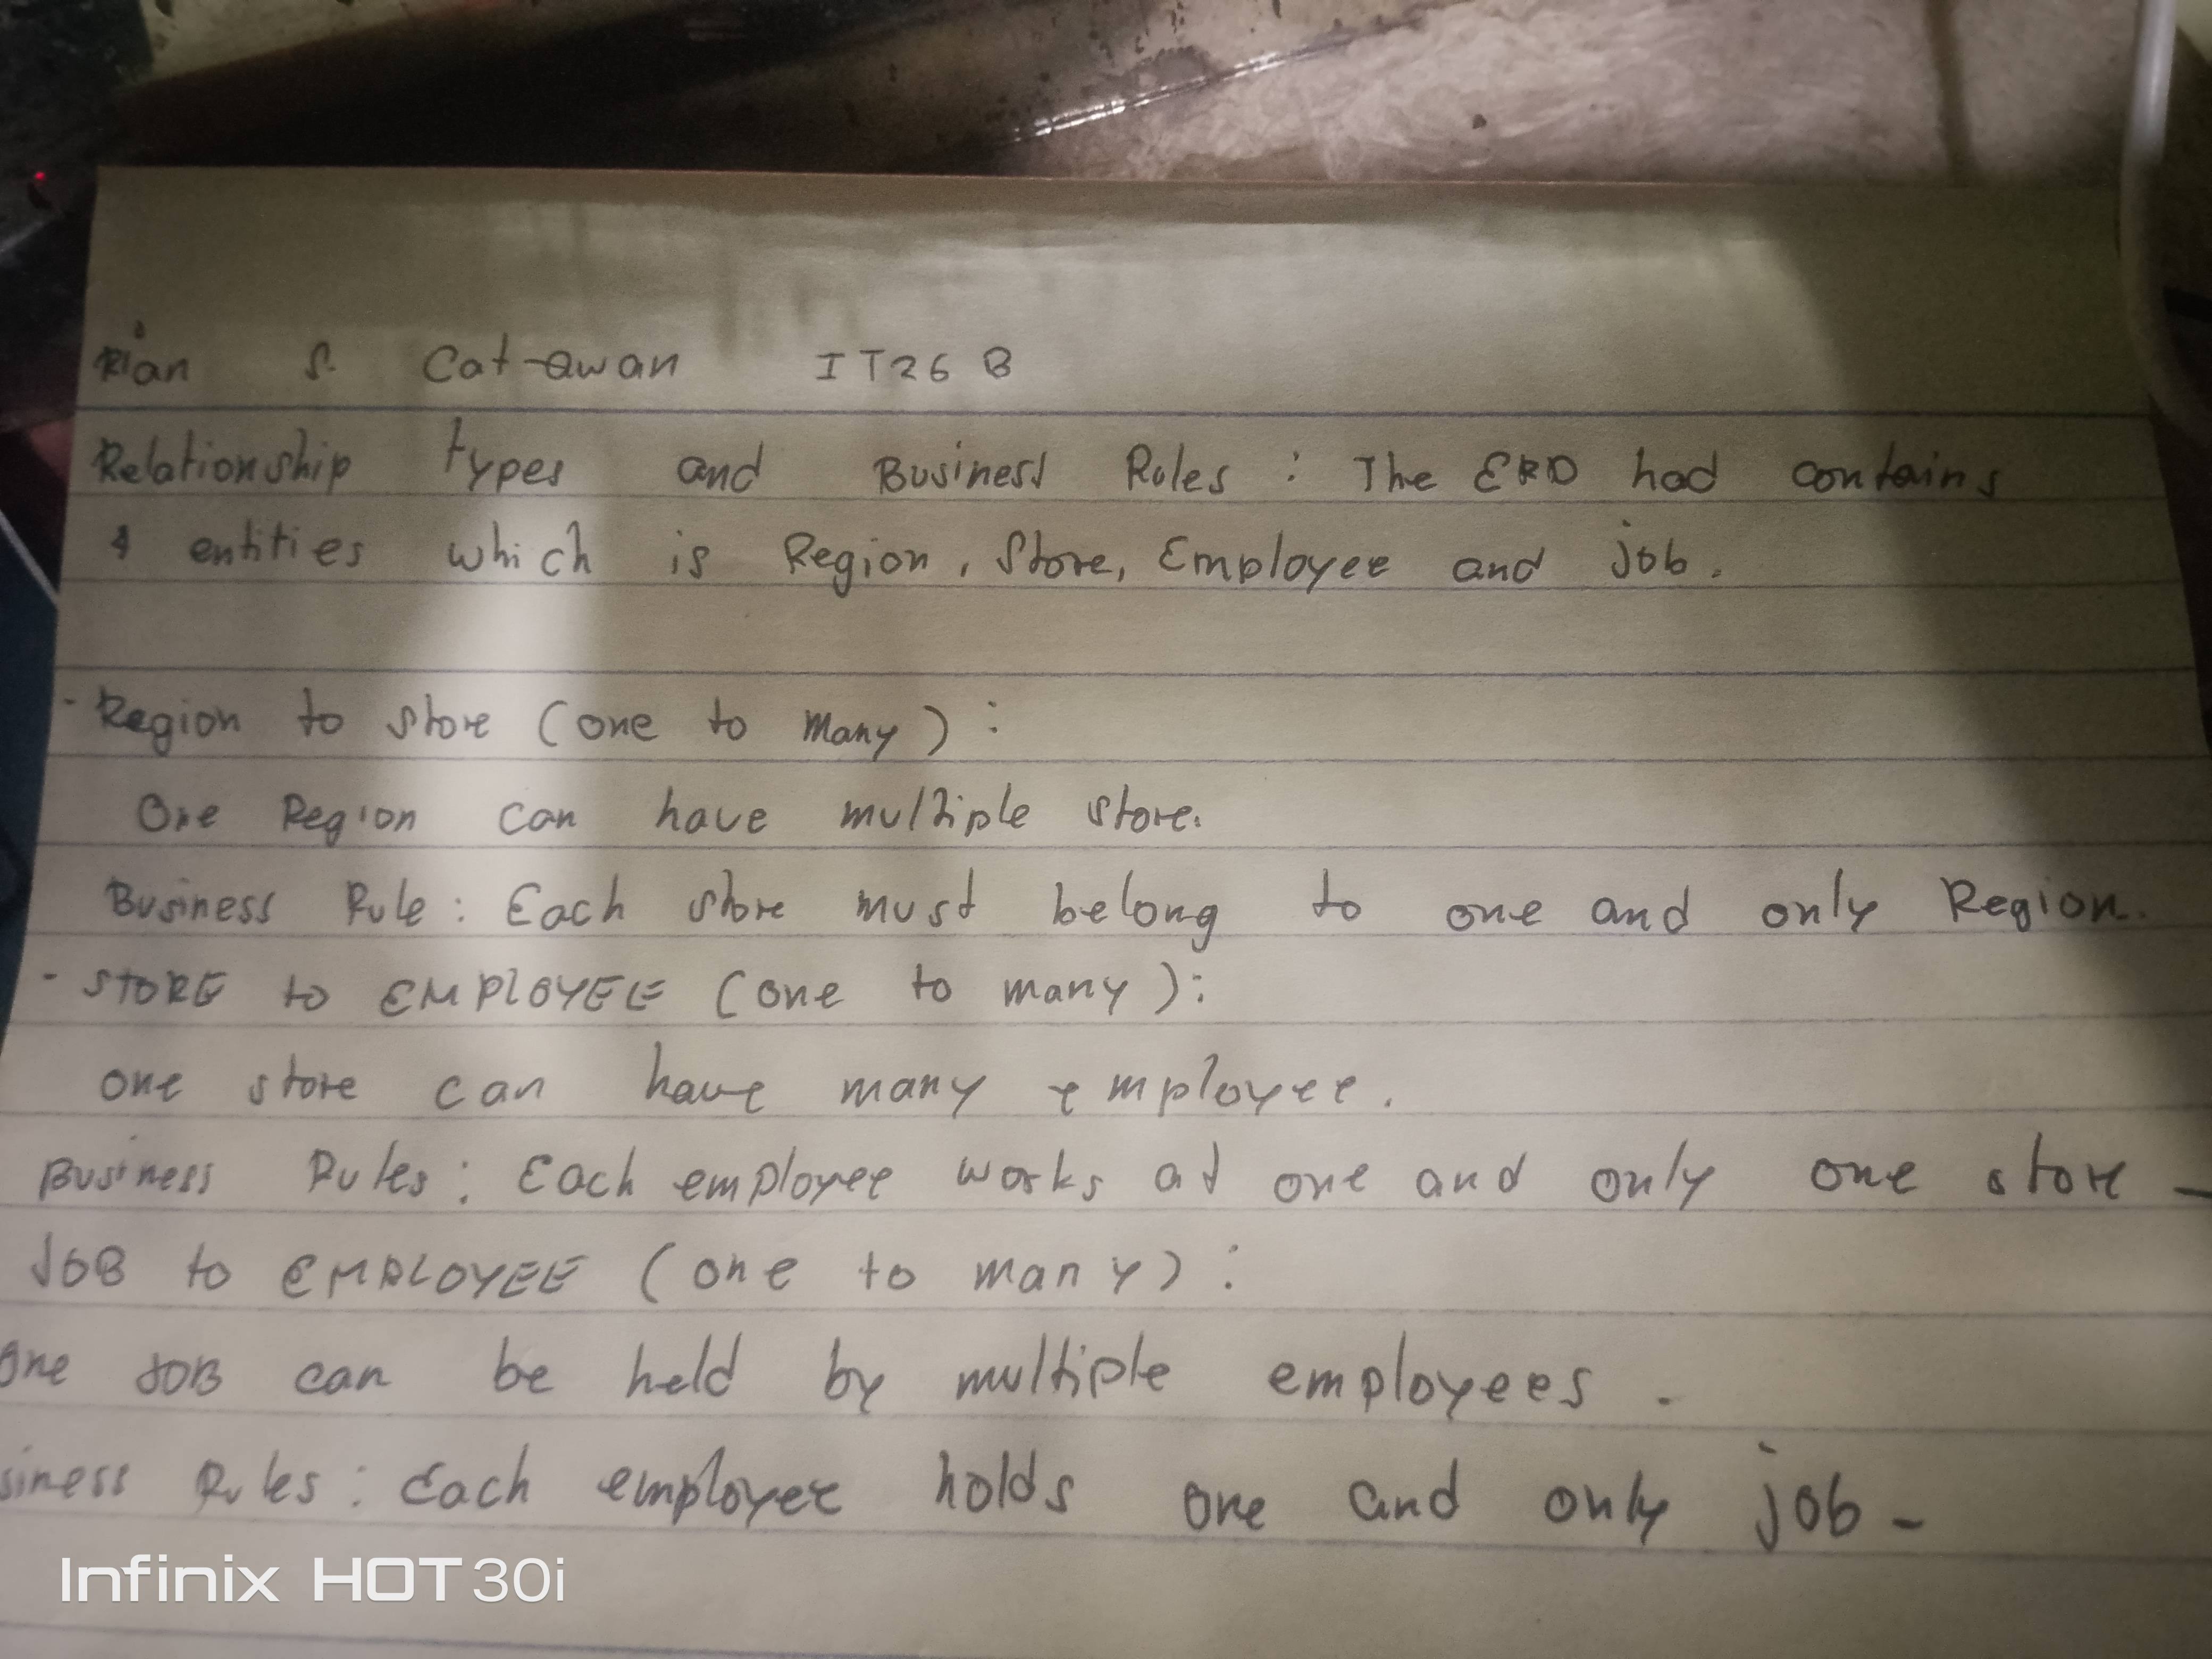 Rian S. Cat-awan IT26 B
Relationship types and Business Rules : The ERD had contains
4 entities which is Region, Store, Employee and job.
- Region to store (one to Many) :
One Region can have multiple store.
Business Rule : Each store must belong to one and only Region.
- STORE to EMPLOYEE (one to many) :
one store can have many employee.
Business Rules : Each employee works at one and only one store -
JOB to EMPLOYEE (one to many) :
One JOB can be held by multiple employees .
siness Rules : Each employee holds one and only job -
Infinix HOT 30i